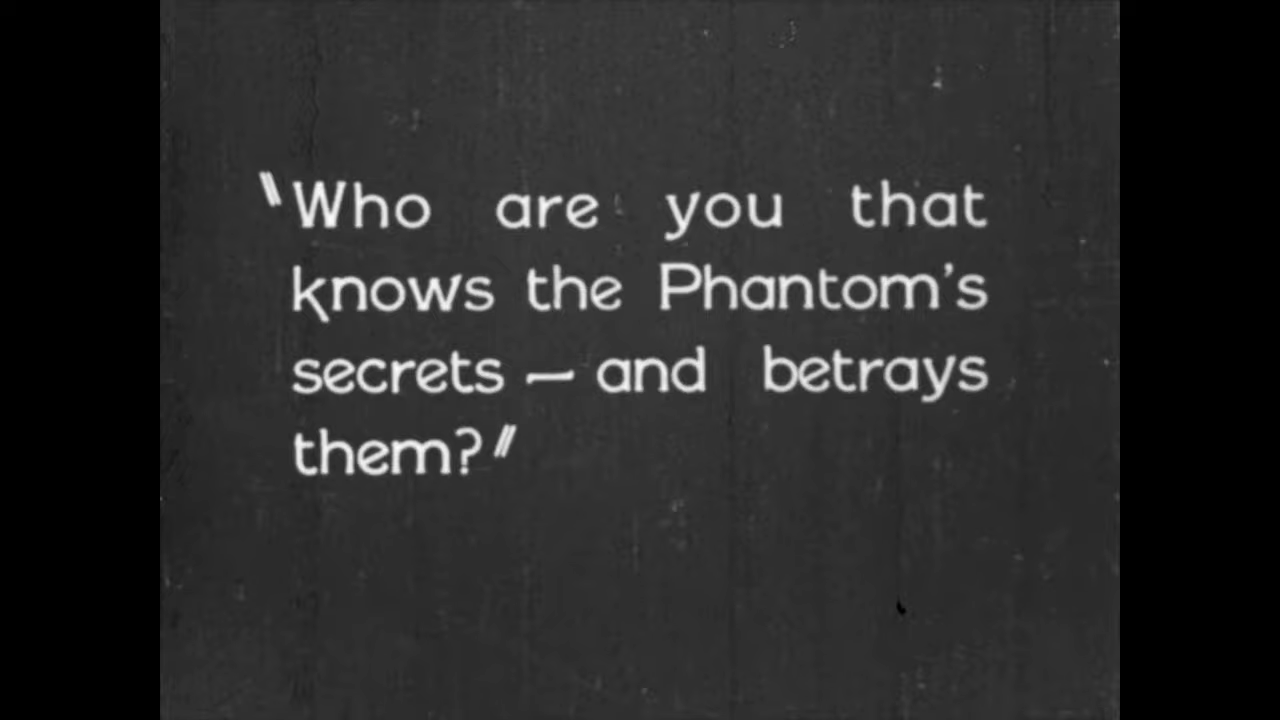 "Who are you that
knows the Phantom's
secrets — and betrays
them?"